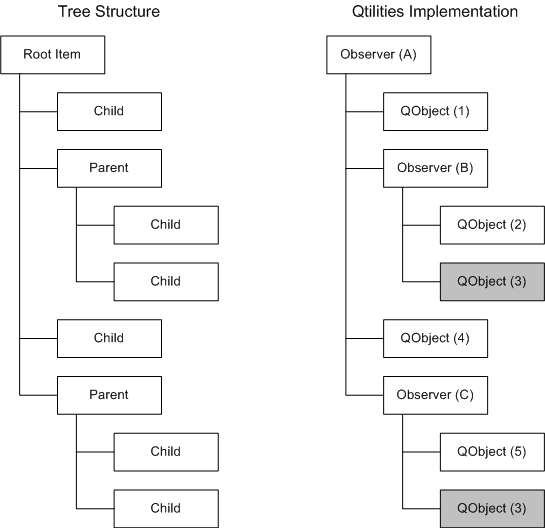 Tree Structure
Root Item
Child
Parent
Child
Child
Child
Parent
Child
Child
Qtilities Implementation
Observer (A)
QObject (1)
Observer (B)
QObject (2)
QObject (3)
QObject (4)
Observer (C)
QObject (5)
QObject (3)